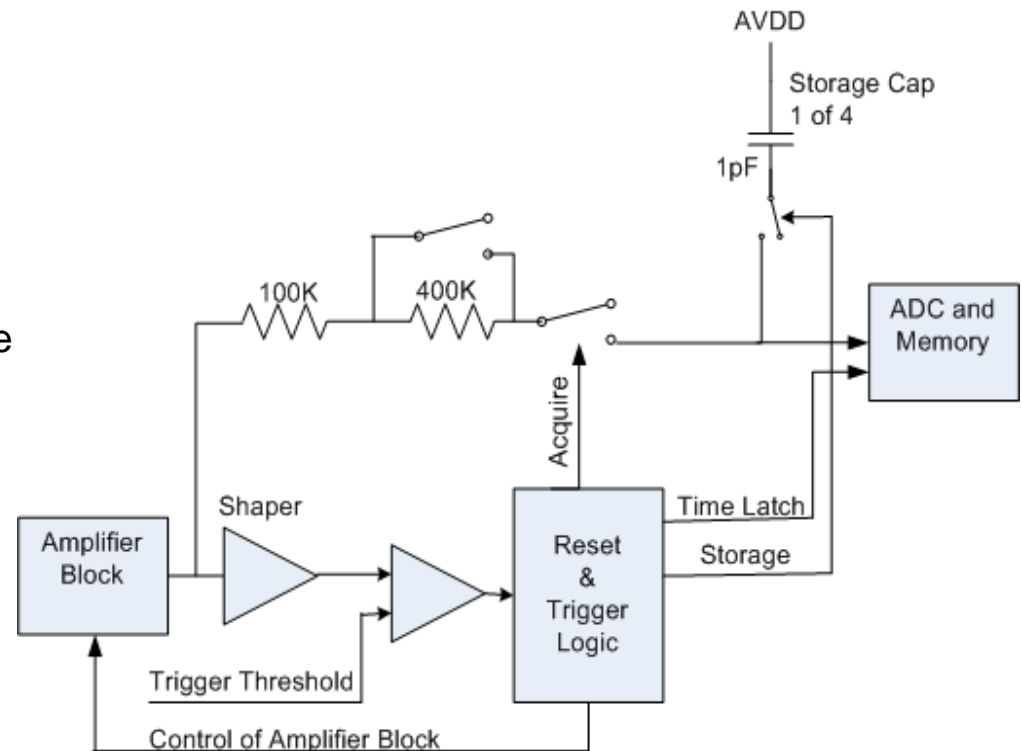 AVDD
Storage Cap
1 of 4
1pF
100K
400K
e
ADC and
Memory
Acquire
Shaper
Amplifier
Block
Reset
&
Trigger
Logic
Time Latch
Storage
Trigger Threshold
Control of Amplifier Block